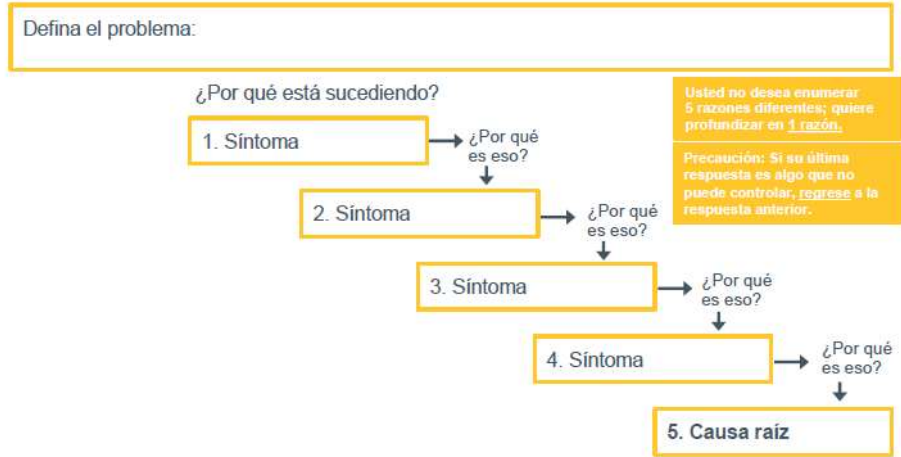 Defina el problema:
¿Por qué está sucediendo?
Usted no desea enumerar
5 razones diferentes; quiere
profundizar en 1 razón.
Precaución: Si su última
respuesta es algo que no
puede controlar, regrese a la
respuesta anterior.
1. Síntoma
¿Por qué
es eso?
2. Síntoma
¿Por qué
es eso?
3. Síntoma
¿Por qué
es eso?
4. Síntoma
¿Por qué
es eso?
5. Causa raíz